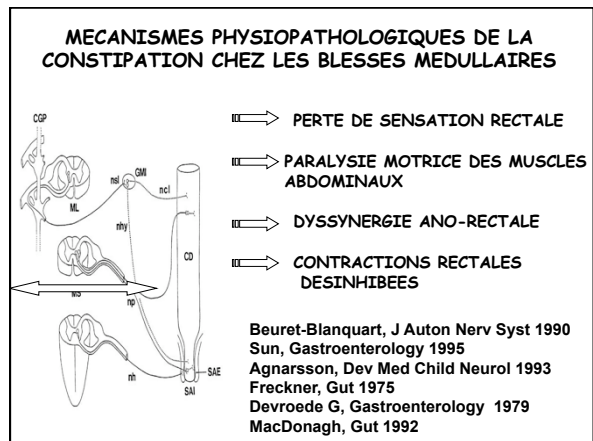 MECANISMES PHYSIOPATHOLOGIQUES DE LA
CONSTIPATION CHEZ LES BLESSES MEDULLAIRES
CGP
nsl
GMI
ncl
ML
nhy
CD
MS
np
nh
SAE
SAI
PERTE DE SENSATION RECTALE
PARALYSIE MOTRICE DES MUSCLES
ABDOMINAUX
DYSSYNERGIE ANO-RECTALE
CONTRACTIONS RECTALES
DESINHIBEES
Beuret-Blanquart, J Auton Nerv Syst 1990
Sun, Gastroenterology 1995
Agnarsson, Dev Med Child Neurol 1993
Freckner, Gut 1975
Devroede G, Gastroenterology 1979
MacDonagh, Gut 1992